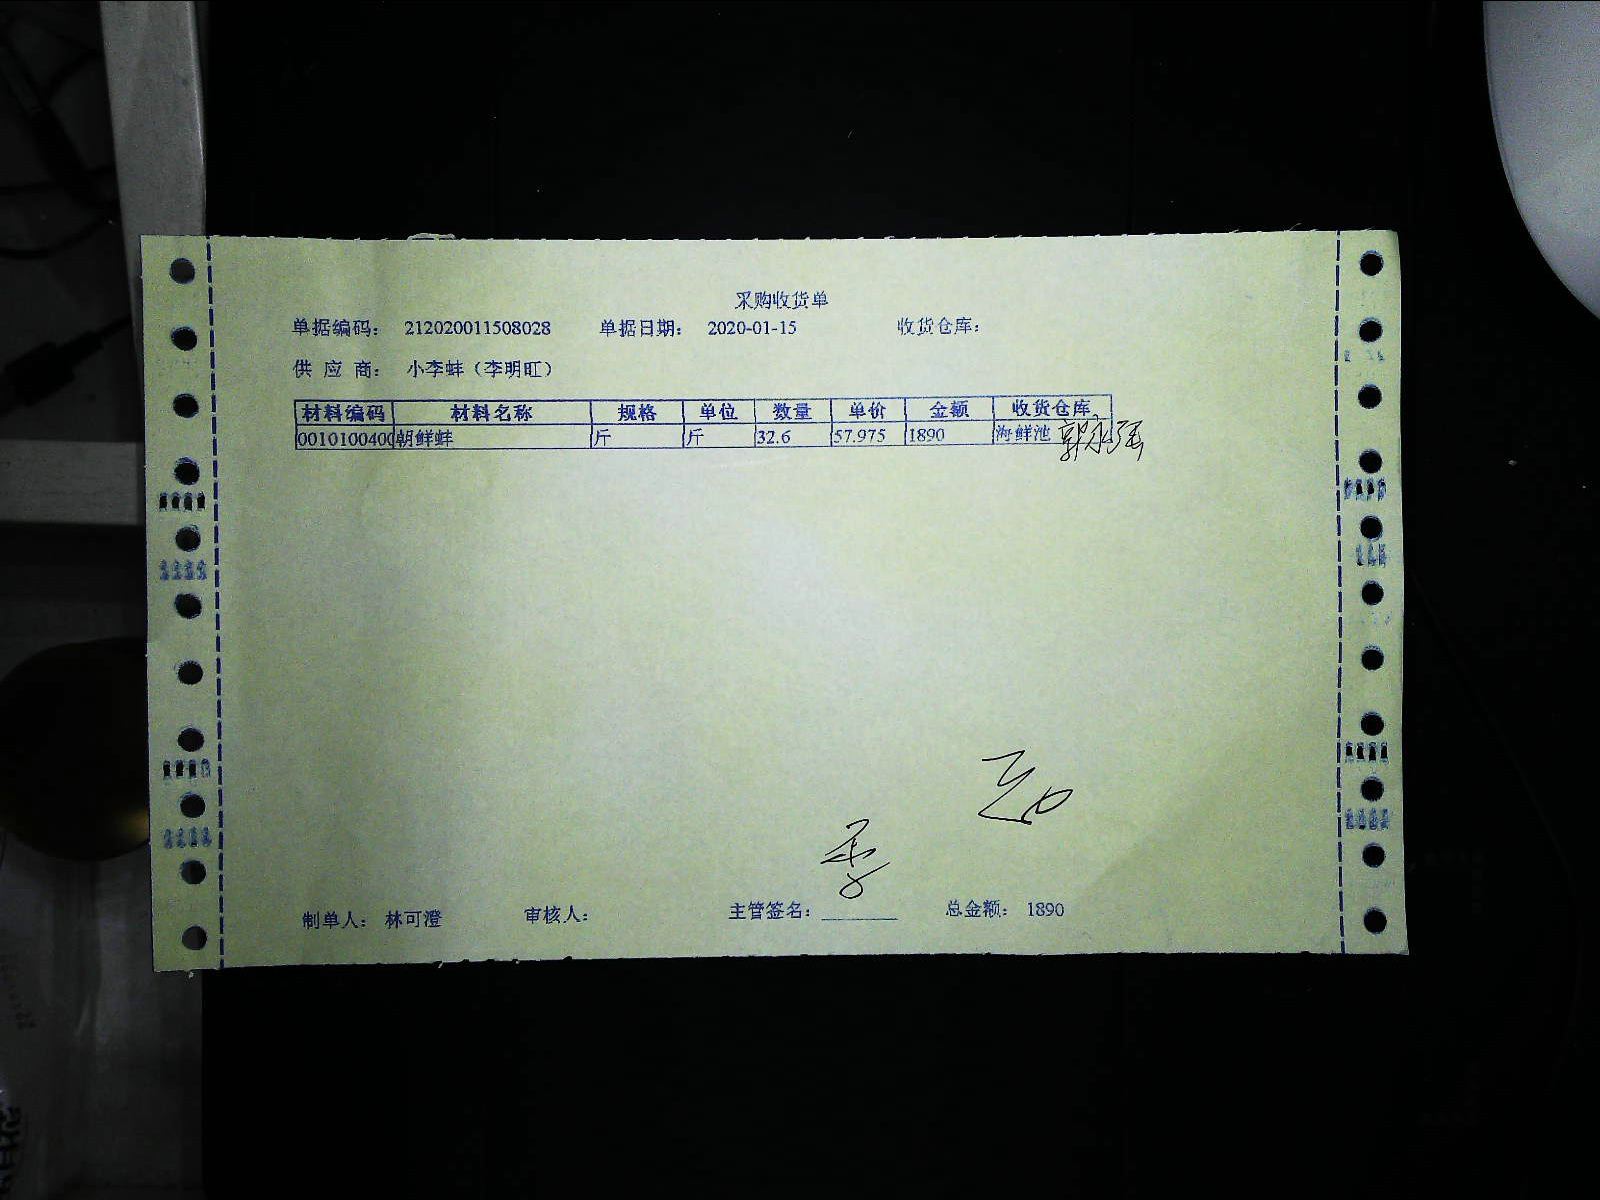 采购收货单
单据编码： 212020011508028 单据日期： 2020-01-15 收货仓库：
供 应 商： 小李蚌（李明旺）
材料编码 材料名称 规格 单位 数量 单价 金额 收货仓库
0010100400 朝鲜蚌 斤 斤 32.6 57.975 1890 海鲜池
制单人： 林可澄 审核人： 主管签名： 总金额： 1890